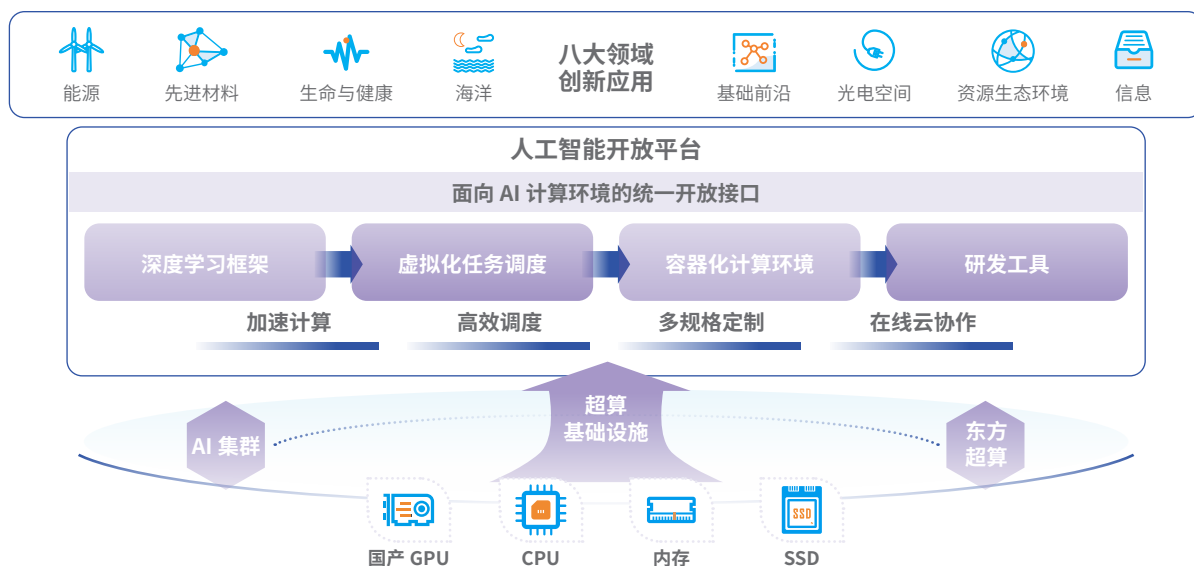 八大领域
创新应用
能源
先进材料
生命与健康
海洋
基础前沿
光电空间
资源生态环境
信息
人工智能开放平台
面向 AI 计算环境的统一开放接口
深度学习框架
虚拟化任务调度
容器化计算环境
研发工具
加速计算
高效调度
多规格定制
在线云协作
超算
基础设施
AI 集群
东方
超算
SSD
国产 GPU
CPU
内存
SSD